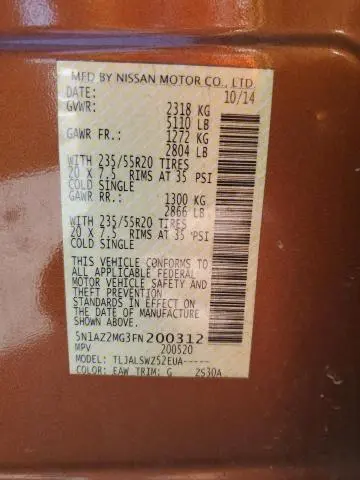 MFD BY NISSAN MOTOR CO., LTD
DATE: 10/14
GVWR: 2318 KG
5110 LB
GAWR FR.: 1272 KG
2804 LB
WITH 235/55R20 TIRES
20 X 7.5 RIMS AT 35 PSI
COLD SINGLE
GAWR RR.: 1300 KG
2866 LB
WITH 235/55R20 TIRES
20 X 7.5 RIMS AT 35 PSI
COLD SINGLE
THIS VEHICLE CONFORMS TO
ALL APPLICABLE FEDERAL
MOTOR VEHICLE SAFETY AND
THEFT PREVENTION
STANDARDS IN EFFECT ON
THE DATE OF MANUFACTURE
SHOWN ABOVE.
5N1AZ2MG3FN200312
MPV 200520
MODEL: TLJALSWZ52EUA-----
COLOR: EAW TRIM: G 2S30A